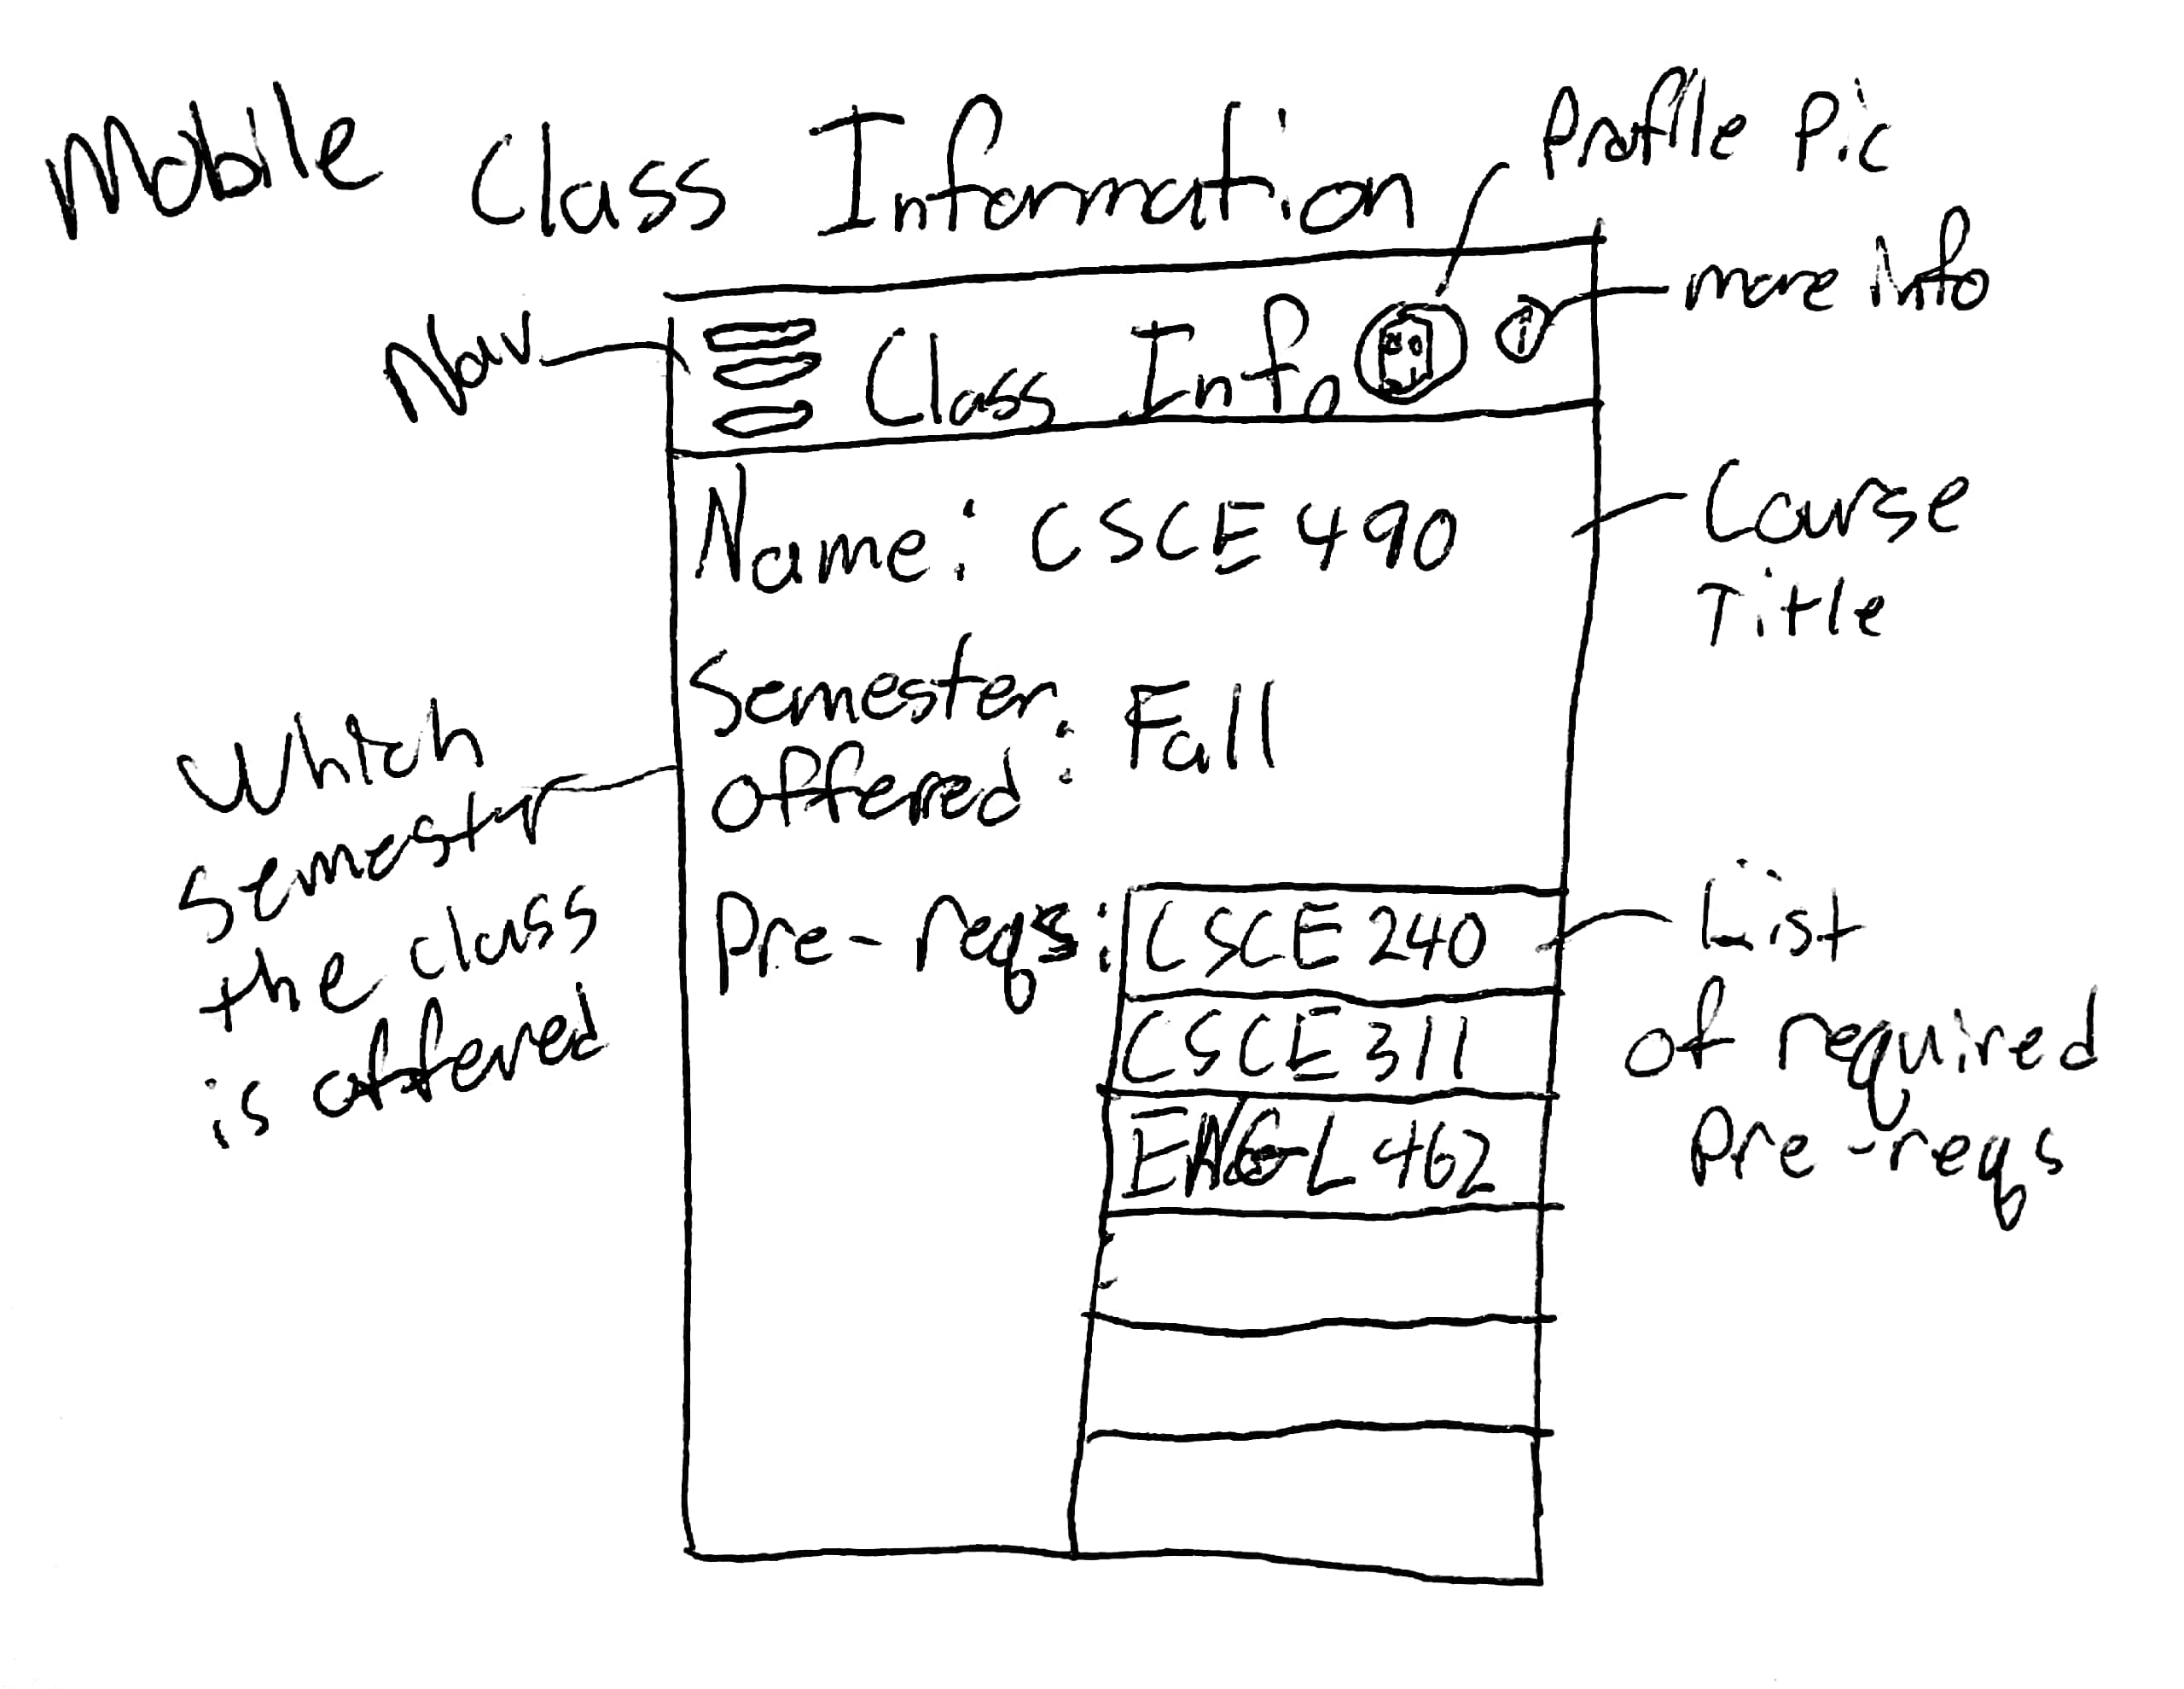 Mobile Class Information
Profile Pic
more info
Nav
Class Info
i
Name: CSCE 490
Course
Title
Semester
offered: Fall
Which
semester
the class
is offered
Pre-reqs:
CSCE 240
CSCE 311
ENGL 462
List
of required
Pre-reqs